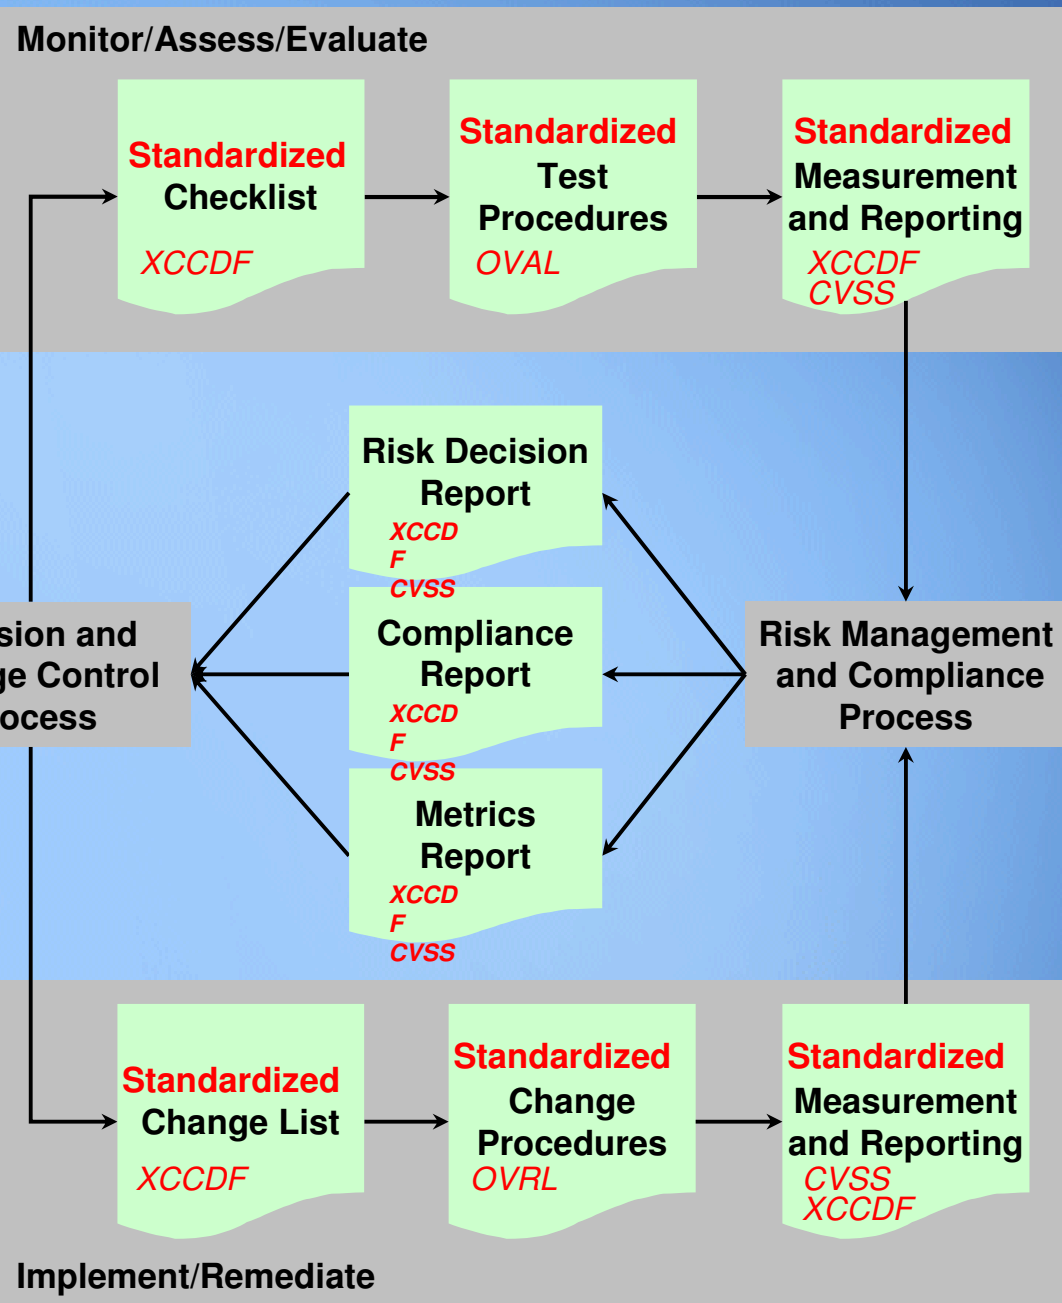 Monitor/Assess/Evaluate
Standardized
Checklist
XCCDF
Standardized
Test
Procedures
OVAL
Standardized
Measurement
and Reporting
XCCDF
CVSS
Risk Decision
Report
XCCD
F
CVSS
sion and
ge Control
ocess
Compliance
Report
XCCD
F
CVSS
Risk Management
and Compliance
Process
Metrics
Report
XCCD
F
CVSS
Standardized
Change List
XCCDF
Standardized
Change
Procedures
OVRL
Standardized
Measurement
and Reporting
CVSS
XCCDF
Implement/Remediate